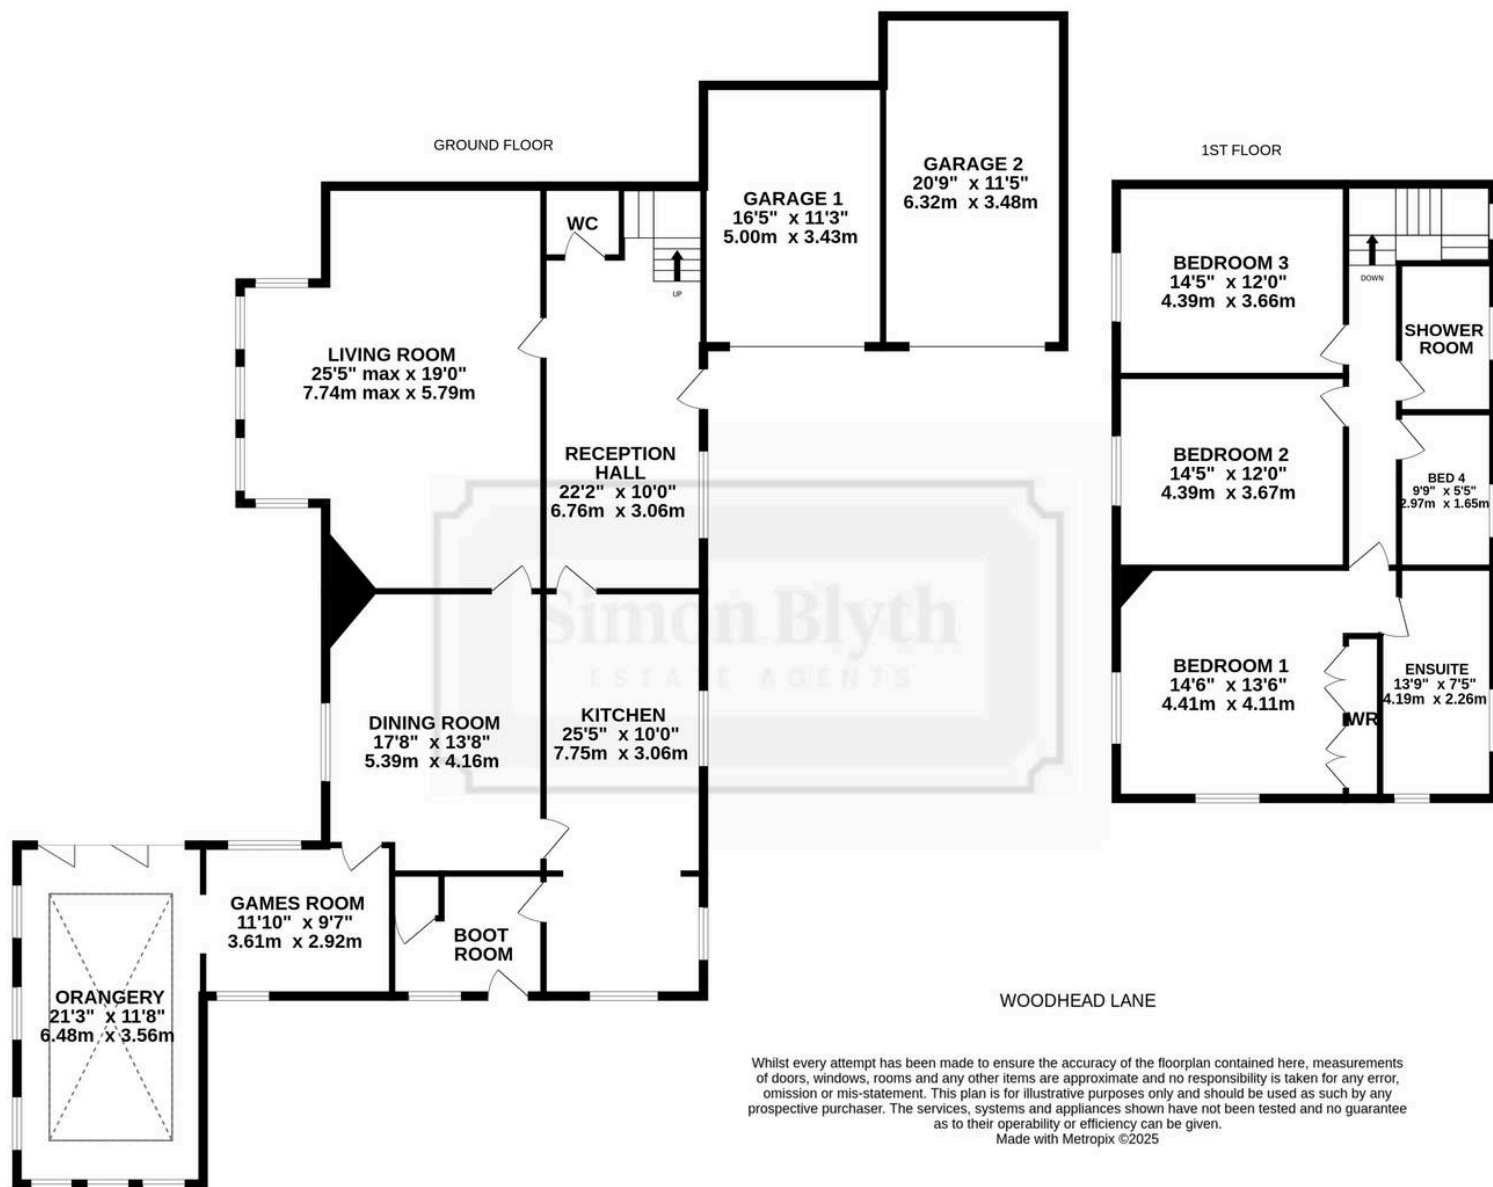 GROUND FLOOR
WC
UP
LIVING ROOM
25'5" max x 19'0"
7.74m max x 5.79m
RECEPTION
HALL
22'2" x 10'0"
6.76m x 3.06m
GARAGE 1
16'5" x 11'3"
5.00m x 3.43m
GARAGE 2
20'9" x 11'5"
6.32m x 3.48m
DINING ROOM
17'8" x 13'8"
5.39m x 4.16m
KITCHEN
25'5" x 10'0"
7.75m x 3.06m
GAMES ROOM
11'10" x 9'7"
3.61m x 2.92m
BOOT
ROOM
ORANGERY
21'3" x 11'8"
6.48m x 3.56m
Simon Blyth
ESTATE AGENTS
1ST FLOOR
BEDROOM 3
14'5" x 12'0"
4.39m x 3.66m
DOWN
SHOWER
ROOM
BEDROOM 2
14'5" x 12'0"
4.39m x 3.67m
BED 4
9'9" x 5'5"
2.97m x 1.65m
BEDROOM 1
14'6" x 13'6"
4.41m x 4.11m
WR
ENSUITE
13'9" x 7'5"
4.19m x 2.26m
WOODHEAD LANE
Whilst every attempt has been made to ensure the accuracy of the floorplan contained here, measurements
of doors, windows, rooms and any other items are approximate and no responsibility is taken for any error,
omission or mis-statement. This plan is for illustrative purposes only and should be used as such by any
prospective purchaser. The services, systems and appliances shown have not been tested and no guarantee
as to their operability or efficiency can be given.
Made with Metropix ©2025